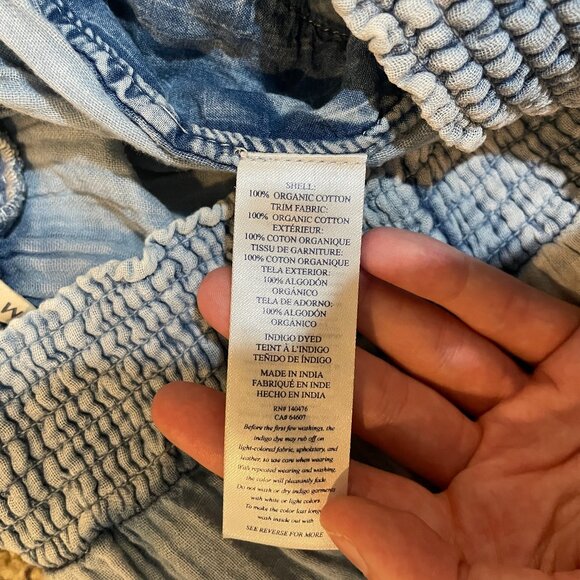 SHELL:
100% ORGANIC COTTON
TRIM FABRIC:
100% ORGANIC COTTON
EXTÉRIEUR:
100% COTON ORGANIQUE
TISSU DE GARNITURE:
100% COTON ORGANIQUE
TELA EXTERIOR:
100% ALGODÓN
ORGÁNICO
TELA DE ADORNO:
100% ALGODÓN
ORGÁNICO
INDIGO DYED
TEINT À L'INDIGO
TEÑIDO DE ÍNDIGO
MADE IN INDIA
FABRIQUÉ EN INDE
HECHO EN INDIA
RN# 140476
CA# 64607
Before the first few washings, the
indigo dye may rub off on
light-colored fabric, upholstery, and
leather, so use care when wearing
With repeated wearing and washing,
the color will pleasingly fade.
Do not wash or dry indigo garments
with white or light colors.
To make the color last longer
wash inside out with
SEE REVERSE FOR MORE
M